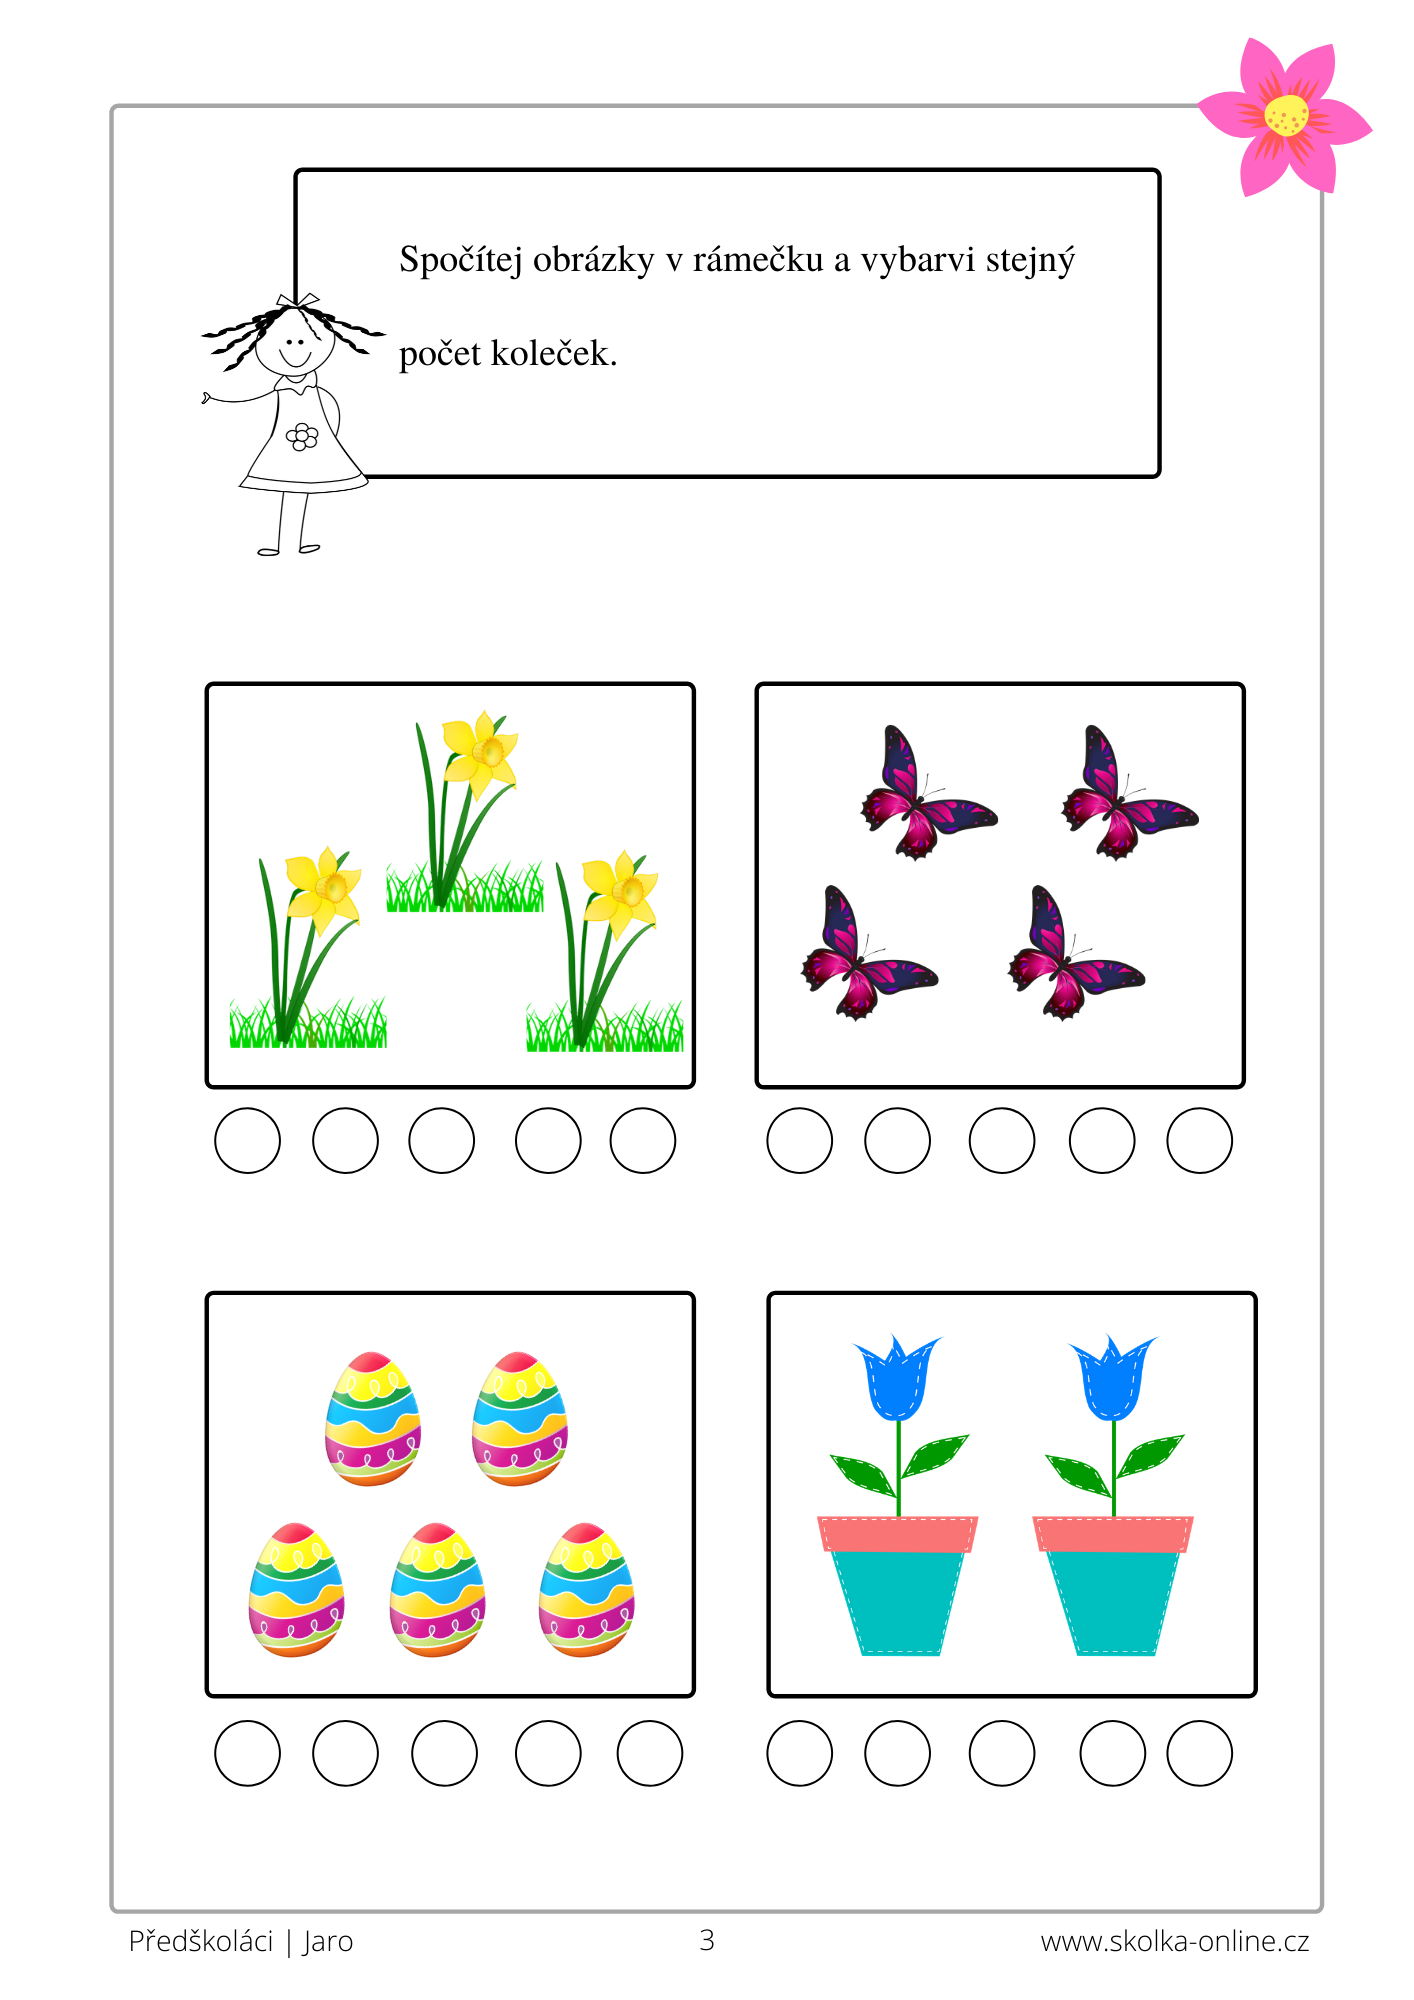 Spočítej obrázky v rámečku a vybarvi stejný
počet koleček.
Předškoláci | Jaro
3
www.skolka-online.cz